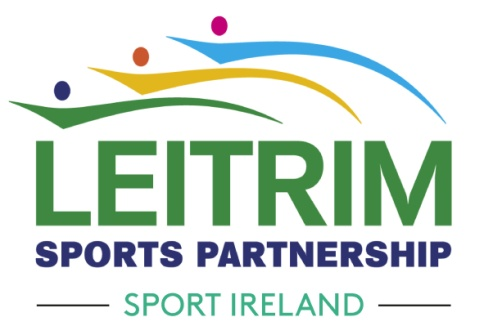 LEITRIM
SPORTS PARTNERSHIP
SPORT IRELAND